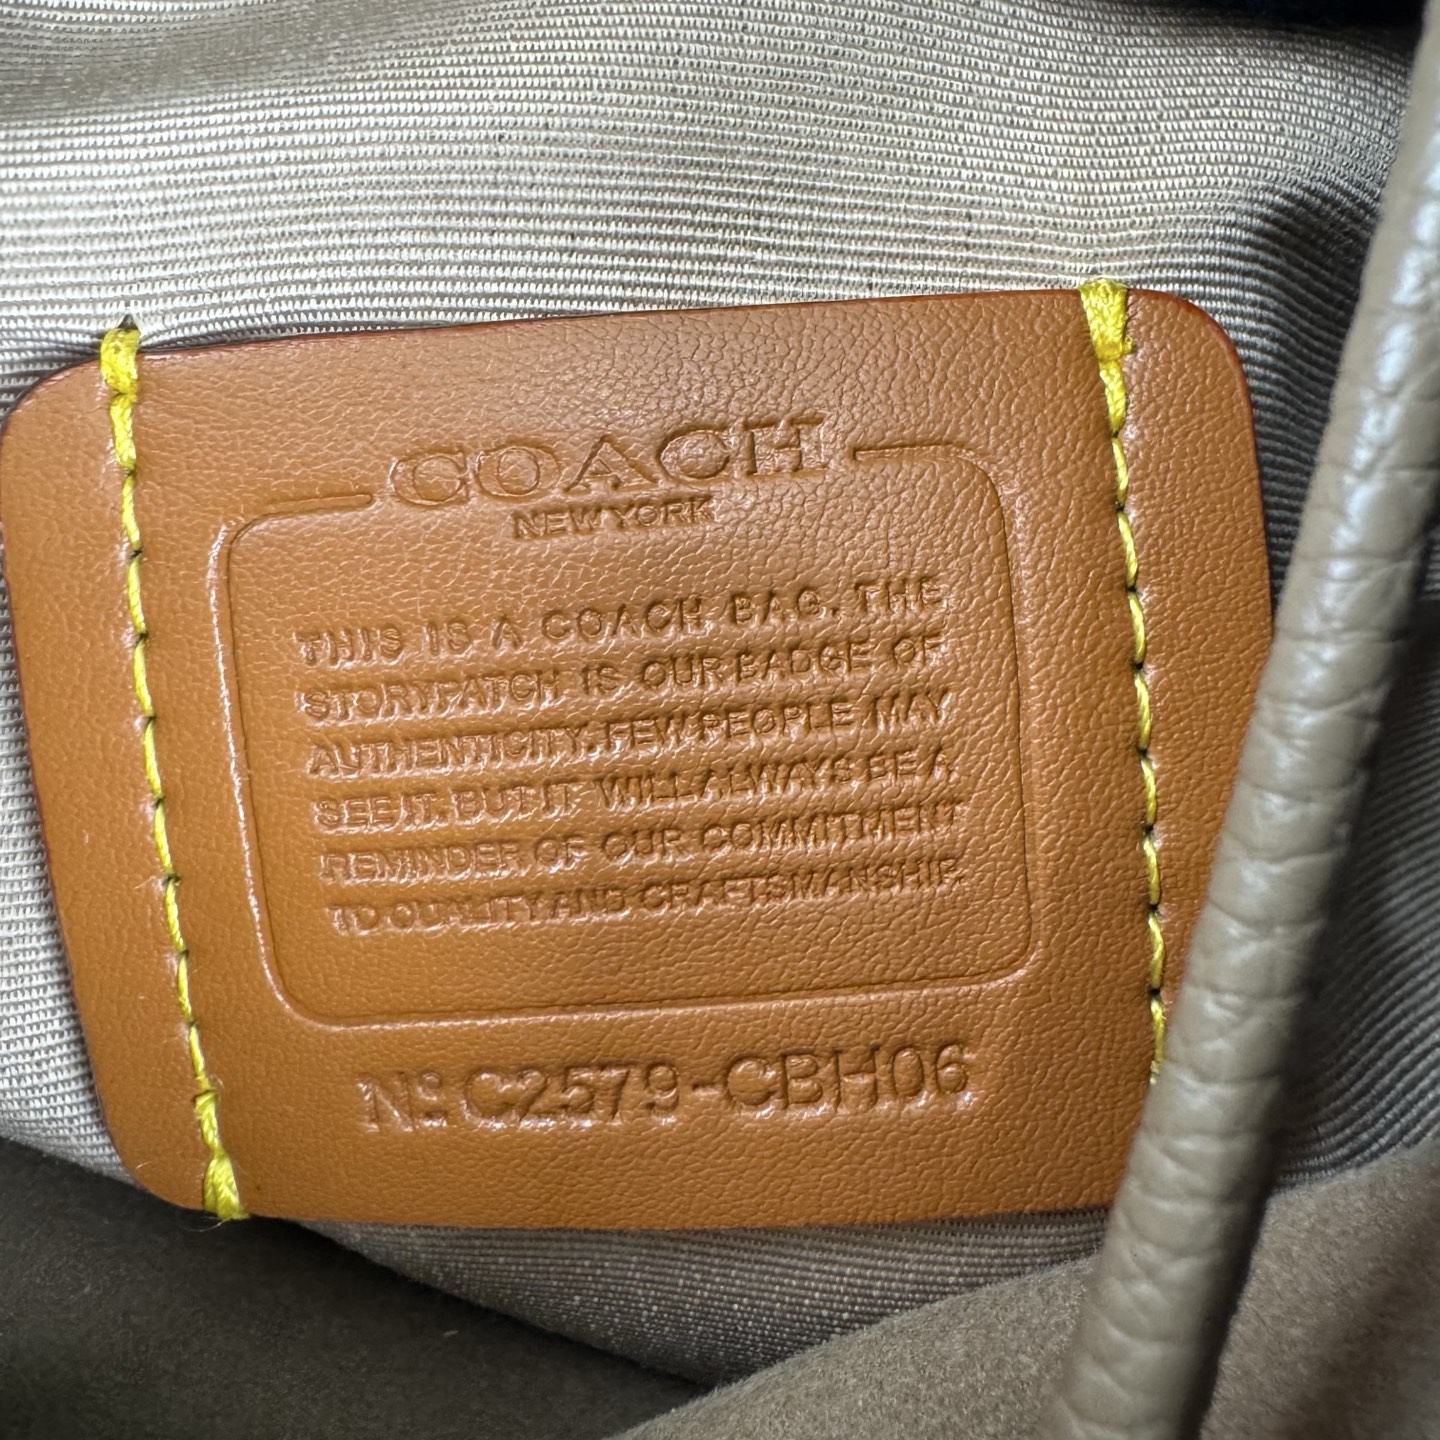 COACH
NEW YORK
THIS IS A COACH BAG. THE
STORYPATCH IS OUR BADGE OF
AUTHENTICITY. FEW PEOPLE MAY
SEE IT. BUT IT WILL ALWAYS BE A
REMINDER OF OUR COMMITMENT
TO QUALITY AND CRAFTSMANSHIP.
Nº C2579-CBH06